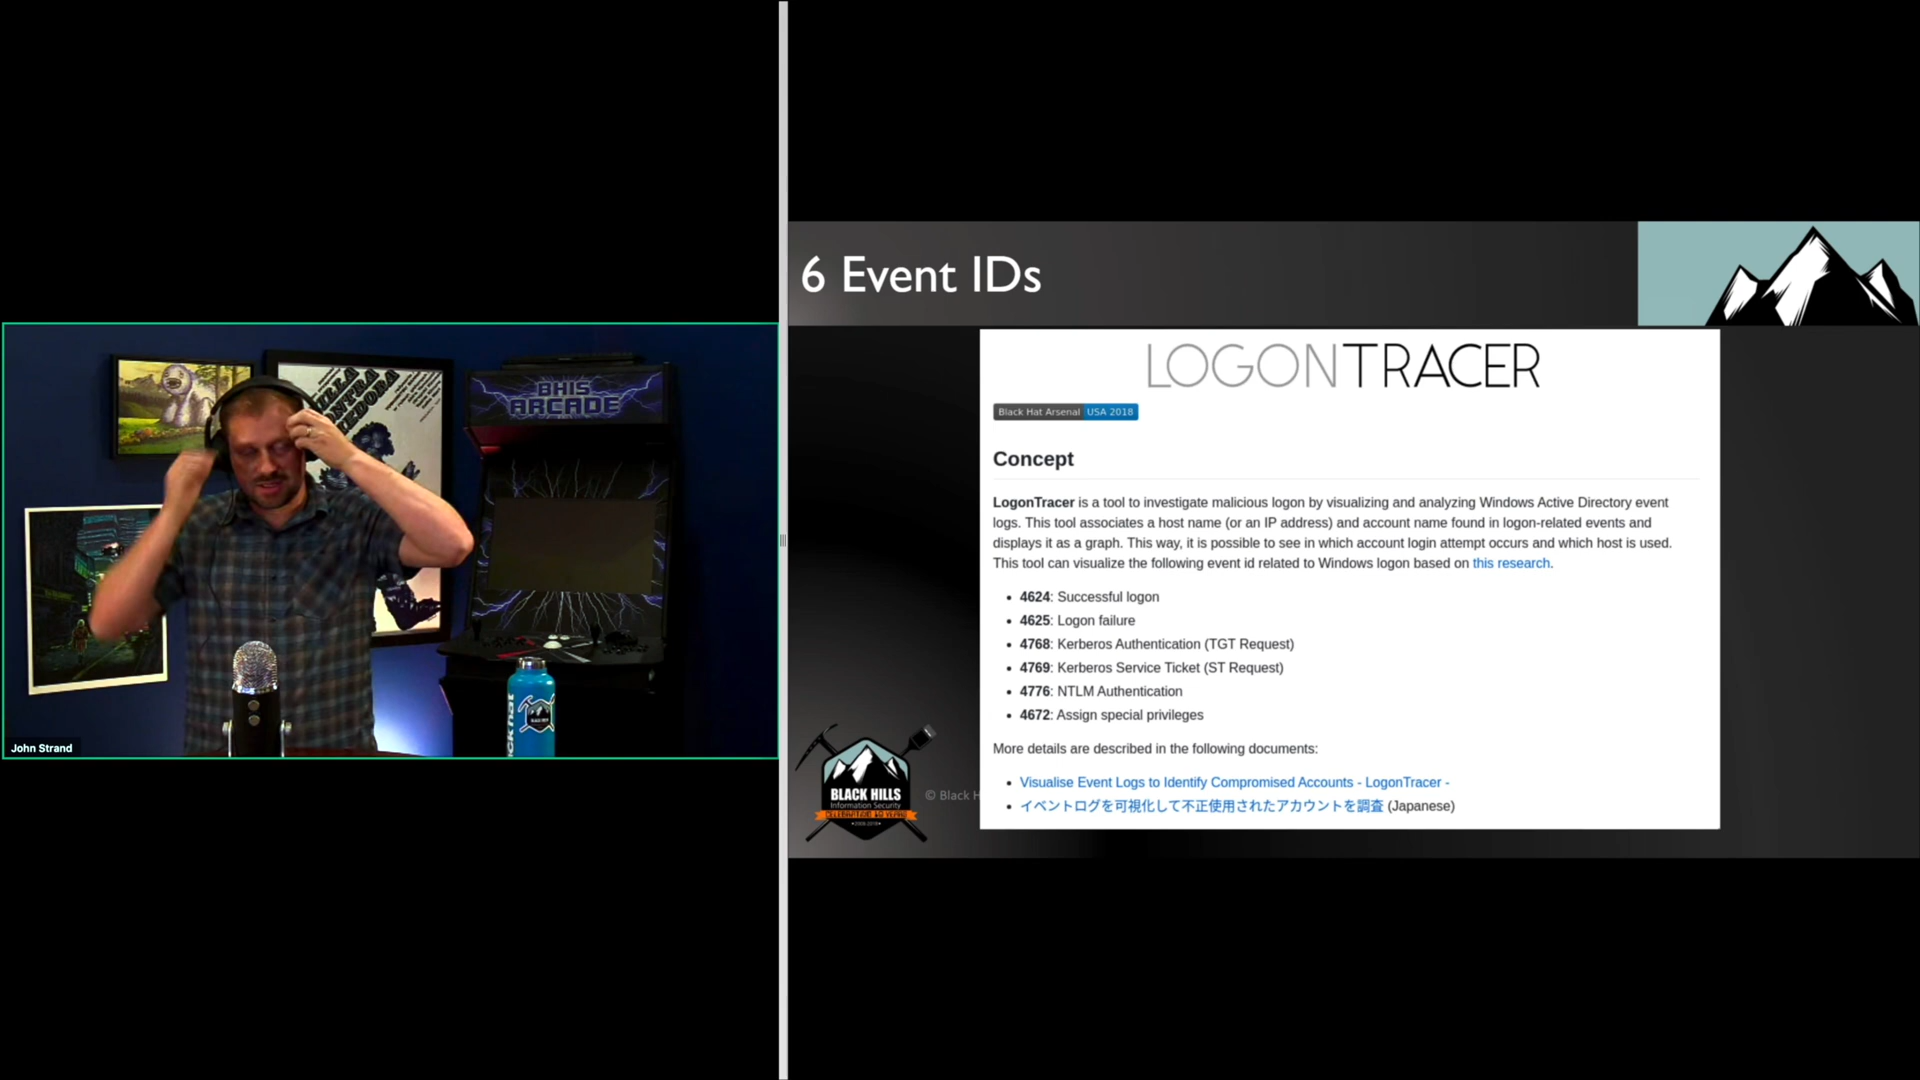 BHIS
ARCADE
John Strand
6 Event IDs
LOGONTRACER
Black Hat Arsenal USA 2018
Concept
LogonTracer is a tool to investigate malicious logon by visualizing and analyzing Windows Active Directory event
logs. This tool associates a host name (or an IP address) and account name found in logon-related events and
displays it as a graph. This way, it is possible to see in which account login attempt occurs and which host is used.
This tool can visualize the following event id related to Windows logon based on this research.
• 4624: Successful logon
• 4625: Logon failure
• 4768: Kerberos Authentication (TGT Request)
• 4769: Kerberos Service Ticket (ST Request)
• 4776: NTLM Authentication
• 4672: Assign special privileges
More details are described in the following documents:
• Visualise Event Logs to Identify Compromised Accounts - LogonTracer -
• イベントログを可視化して不正使用されたアカウントを調査 (Japanese)
BLACK HILLS
Information Security
© Black H